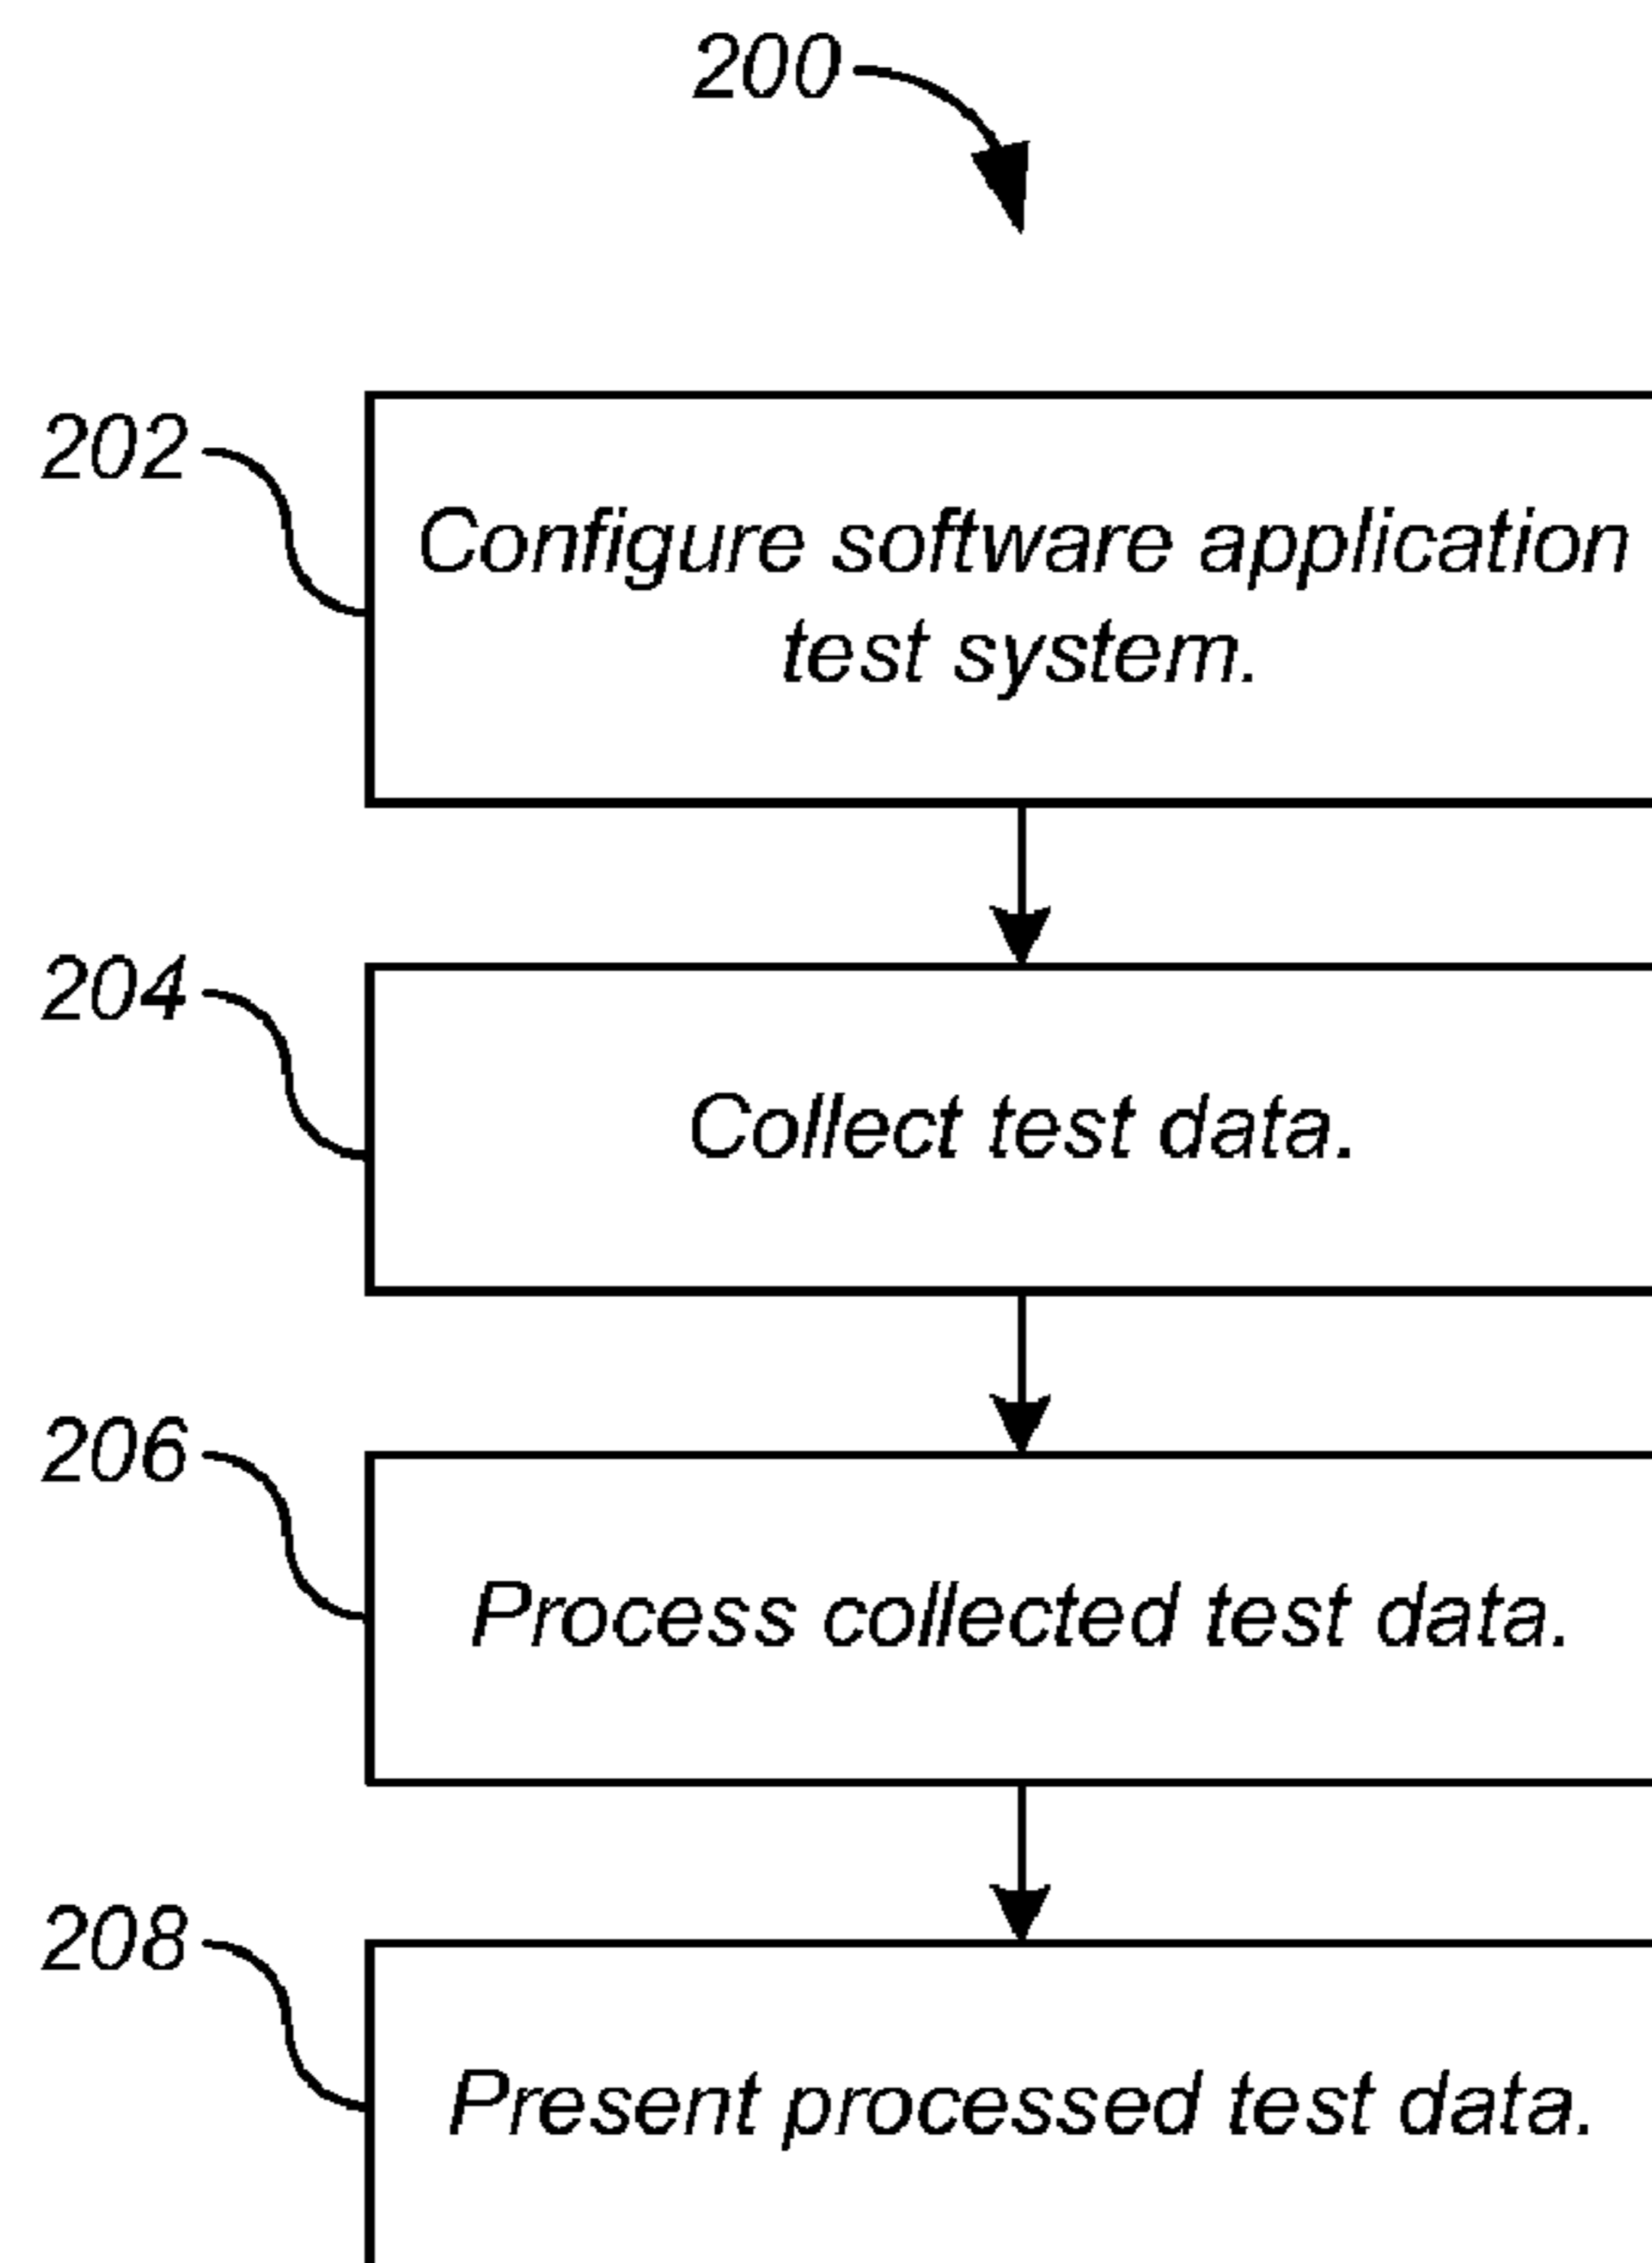 200
202
Configure software application
test system.
204
Collect test data.
206
Process collected test data.
208
Present processed test data.